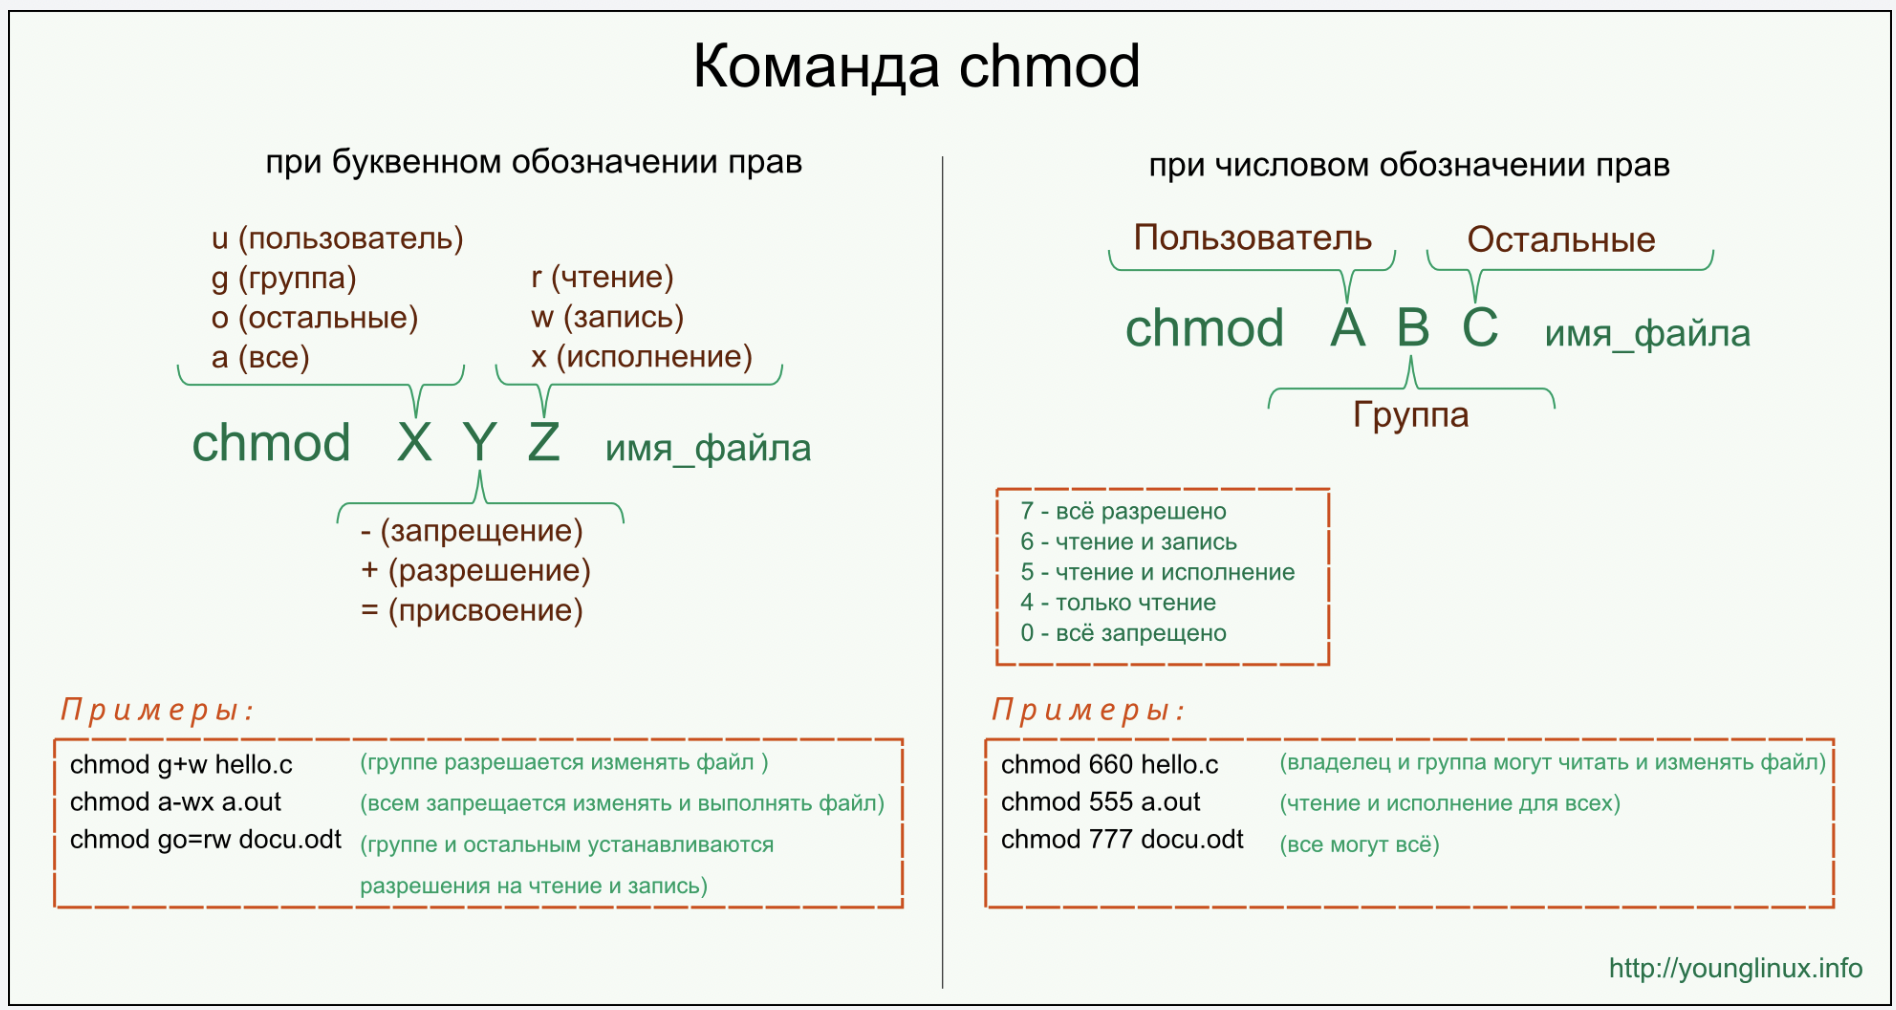 Команда chmod
при буквенном обозначении прав
u (пользователь)
g (группа)
o (остальные)
a (все)
r (чтение)
w (запись)
x (исполнение)
chmod X Y Z имя_файла
- (запрещение)
+ (разрешение)
= (присвоение)
Примеры:
chmod g+w hello.c (группе разрешается изменять файл )
chmod a-wx a.out (всем запрещается изменять и выполнять файл)
chmod go=rw docu.odt (группе и остальным устанавливаются
разрешения на чтение и запись)
при числовом обозначении прав
Пользователь Остальные
chmod A B C имя_файла
Группа
7 - всё разрешено
6 - чтение и запись
5 - чтение и исполнение
4 - только чтение
0 - всё запрещено
Примеры:
chmod 660 hello.c (владелец и группа могут читать и изменять файл)
chmod 555 a.out (чтение и исполнение для всех)
chmod 777 docu.odt (все могут всё)
http://younglinux.info